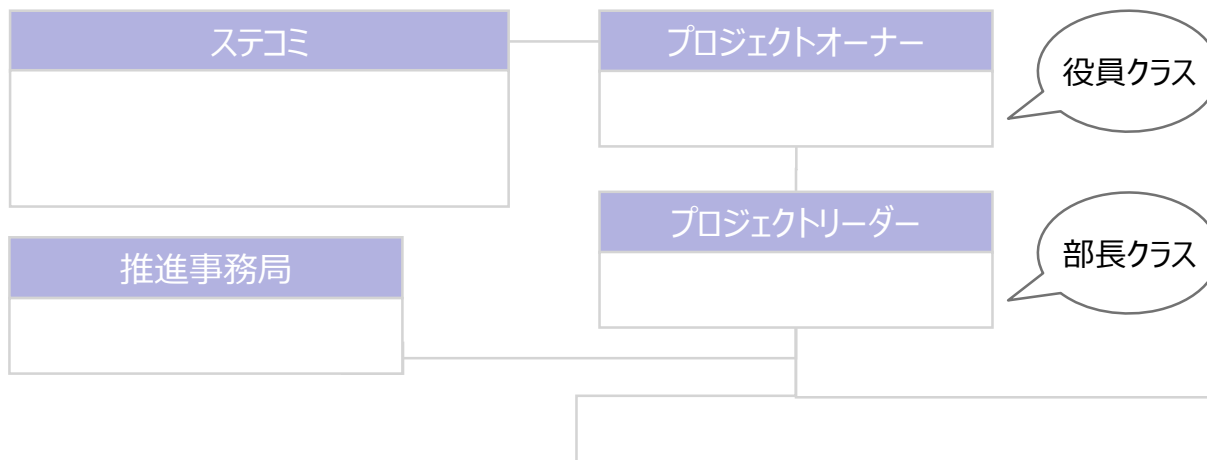 ステコミ
プロジェクトオーナー
役員クラス
プロジェクトリーダー
部長クラス
推進事務局